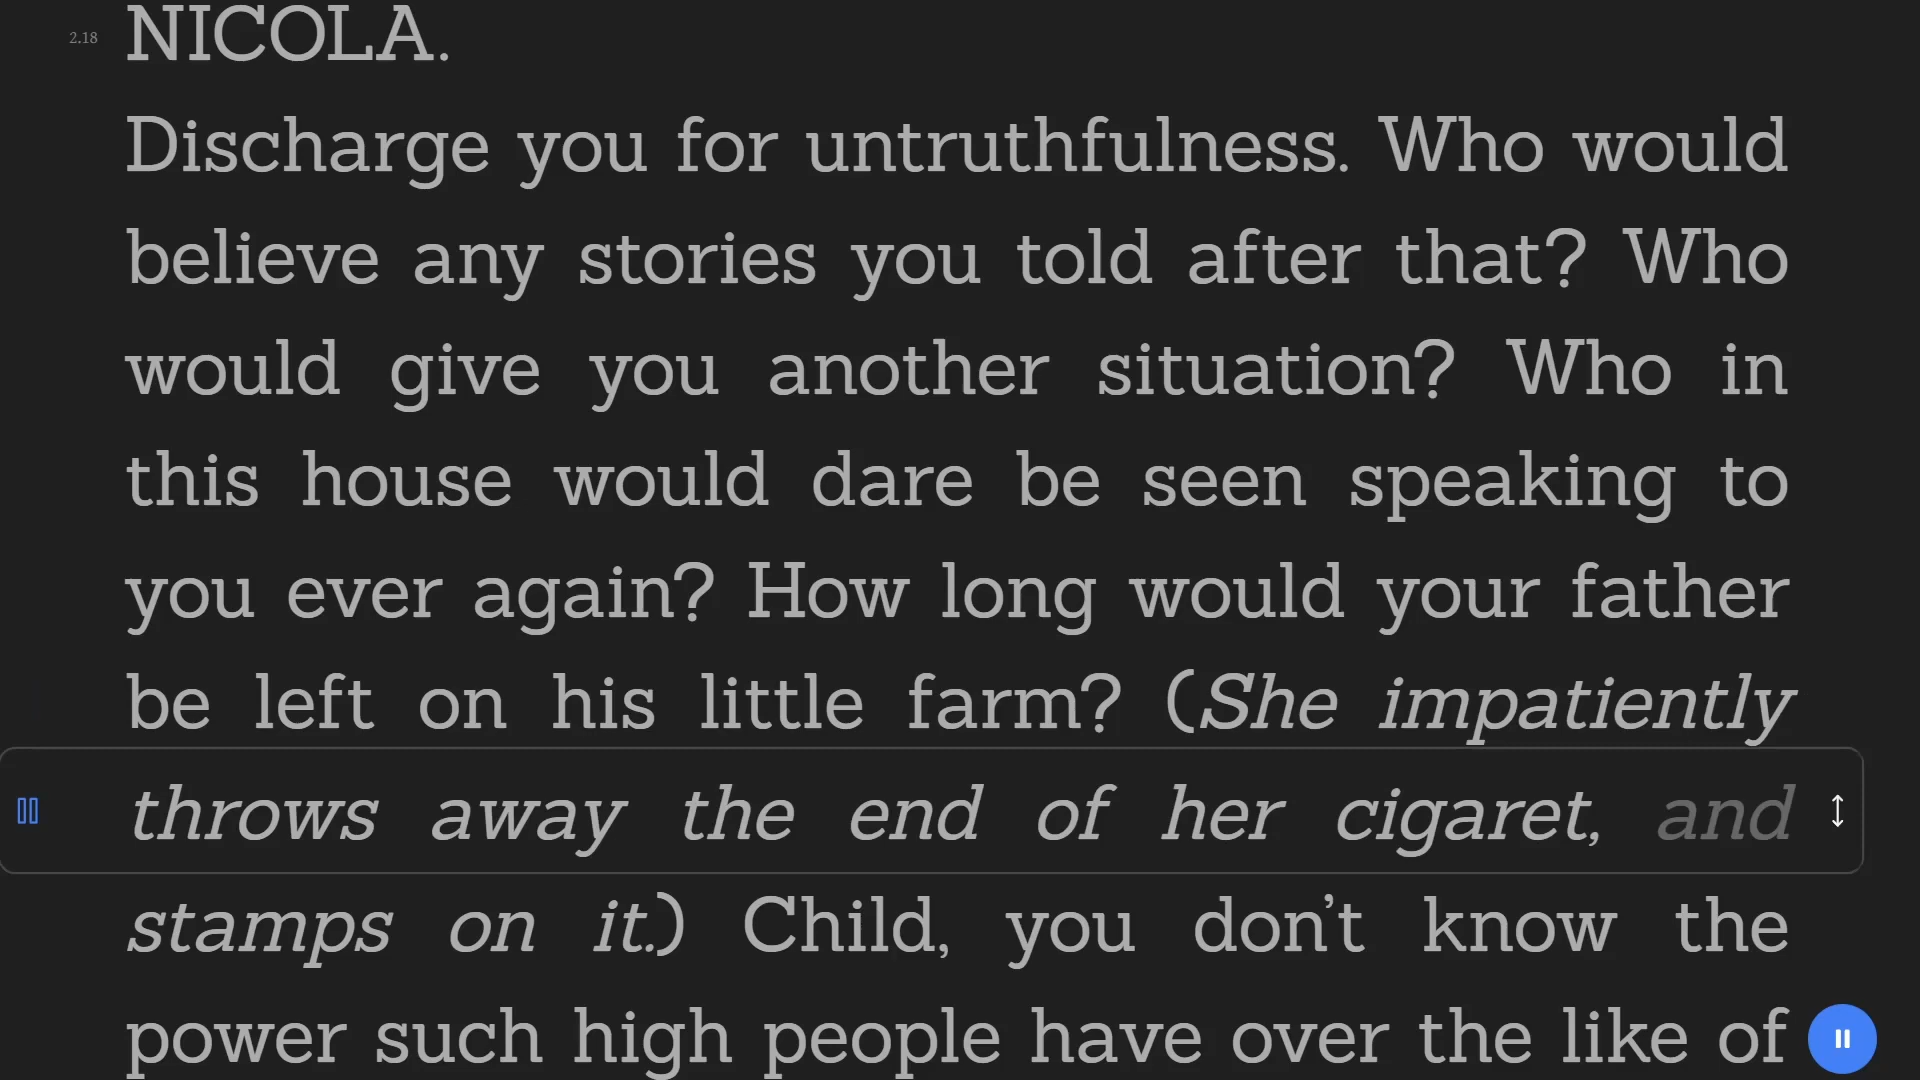 2.18 NICOLA.
Discharge you for untruthfulness. Who would
believe any stories you told after that? Who
would give you another situation? Who in
this house would dare be seen speaking to
you ever again? How long would your father
be left on his little farm? (She impatiently
throws away the end of her cigaret, and
stamps on it.) Child, you don’t know the
power such high people have over the like of